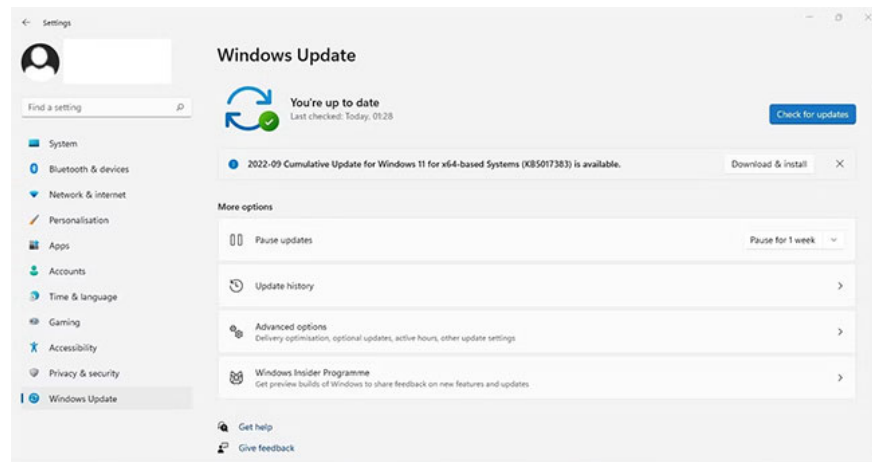 Settings
Windows Update
Find a setting
System
Bluetooth & devices
Network & internet
Personalisation
Apps
Accounts
Time & language
Gaming
Accessibility
Privacy & security
Windows Update
You're up to date
Last checked: Today, 01:28
Check for updates
2022-09 Cumulative Update for Windows 11 for x64-based Systems (KB5017383) is available.
Download & install
More options
Pause updates
Pause for 1 week
Update history
Advanced options
Delivery optimisation, optional updates, active hours, other update settings
Windows Insider Programme
Get preview builds of Windows to share feedback on new features and updates
Get help
Give feedback